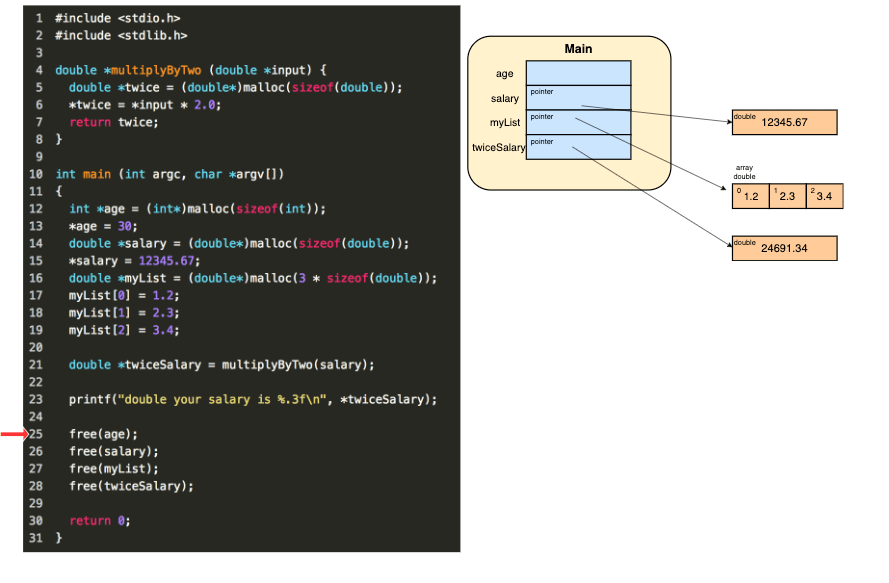 1 #include <stdio.h>
2 #include <stdlib.h>
3
4 double *multiplyByTwo (double *input) {
5   double *twice = (double*)malloc(sizeof(double));
6   *twice = *input * 2.0;
7   return twice;
8 }
9
10 int main (int argc, char *argv[])
11 {
12   int *age = (int*)malloc(sizeof(int));
13   *age = 30;
14   double *salary = (double*)malloc(sizeof(double));
15   *salary = 12345.67;
16   double *myList = (double*)malloc(3 * sizeof(double));
17   myList[0] = 1.2;
18   myList[1] = 2.3;
19   myList[2] = 3.4;
20
21   double *twiceSalary = multiplyByTwo(salary);
22
23   printf("double your salary is %.3f\n", *twiceSalary);
24
25   free(age);
26   free(salary);
27   free(myList);
28   free(twiceSalary);
29
30   return 0;
31 }
Main
age
salary pointer
myList pointer
twiceSalary pointer
double 12345.67
array
double
0 1.2 1 2.3 2 3.4
double 24691.34